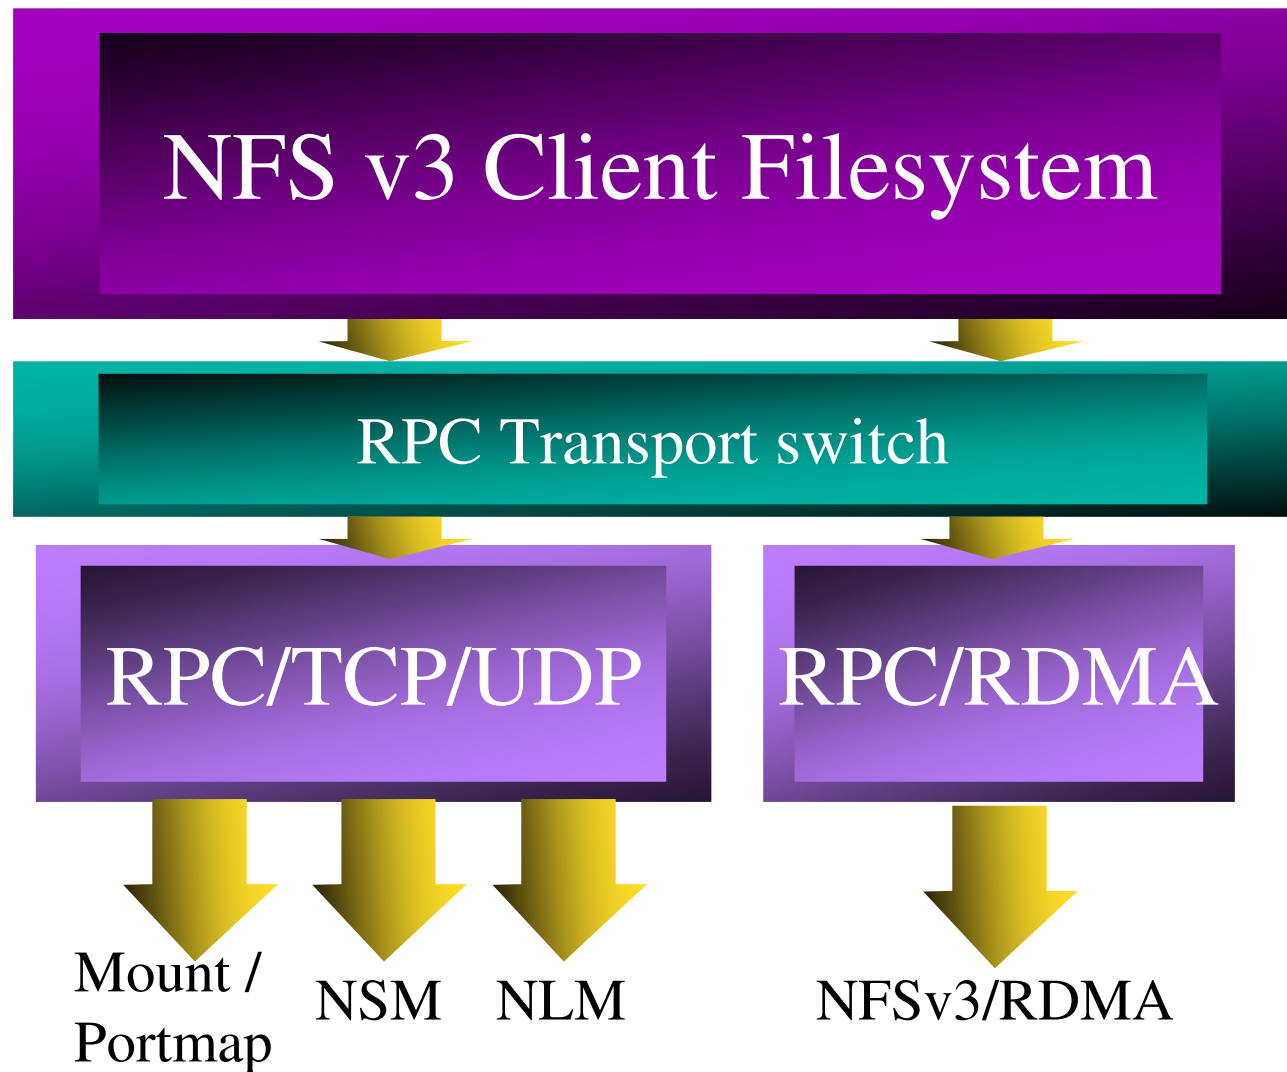 NFS v3 Client Filesystem
RPC Transport switch
RPC/TCP/UDP
RPC/RDMA
Mount /
Portmap
NSM
NLM
NFSv3/RDMA